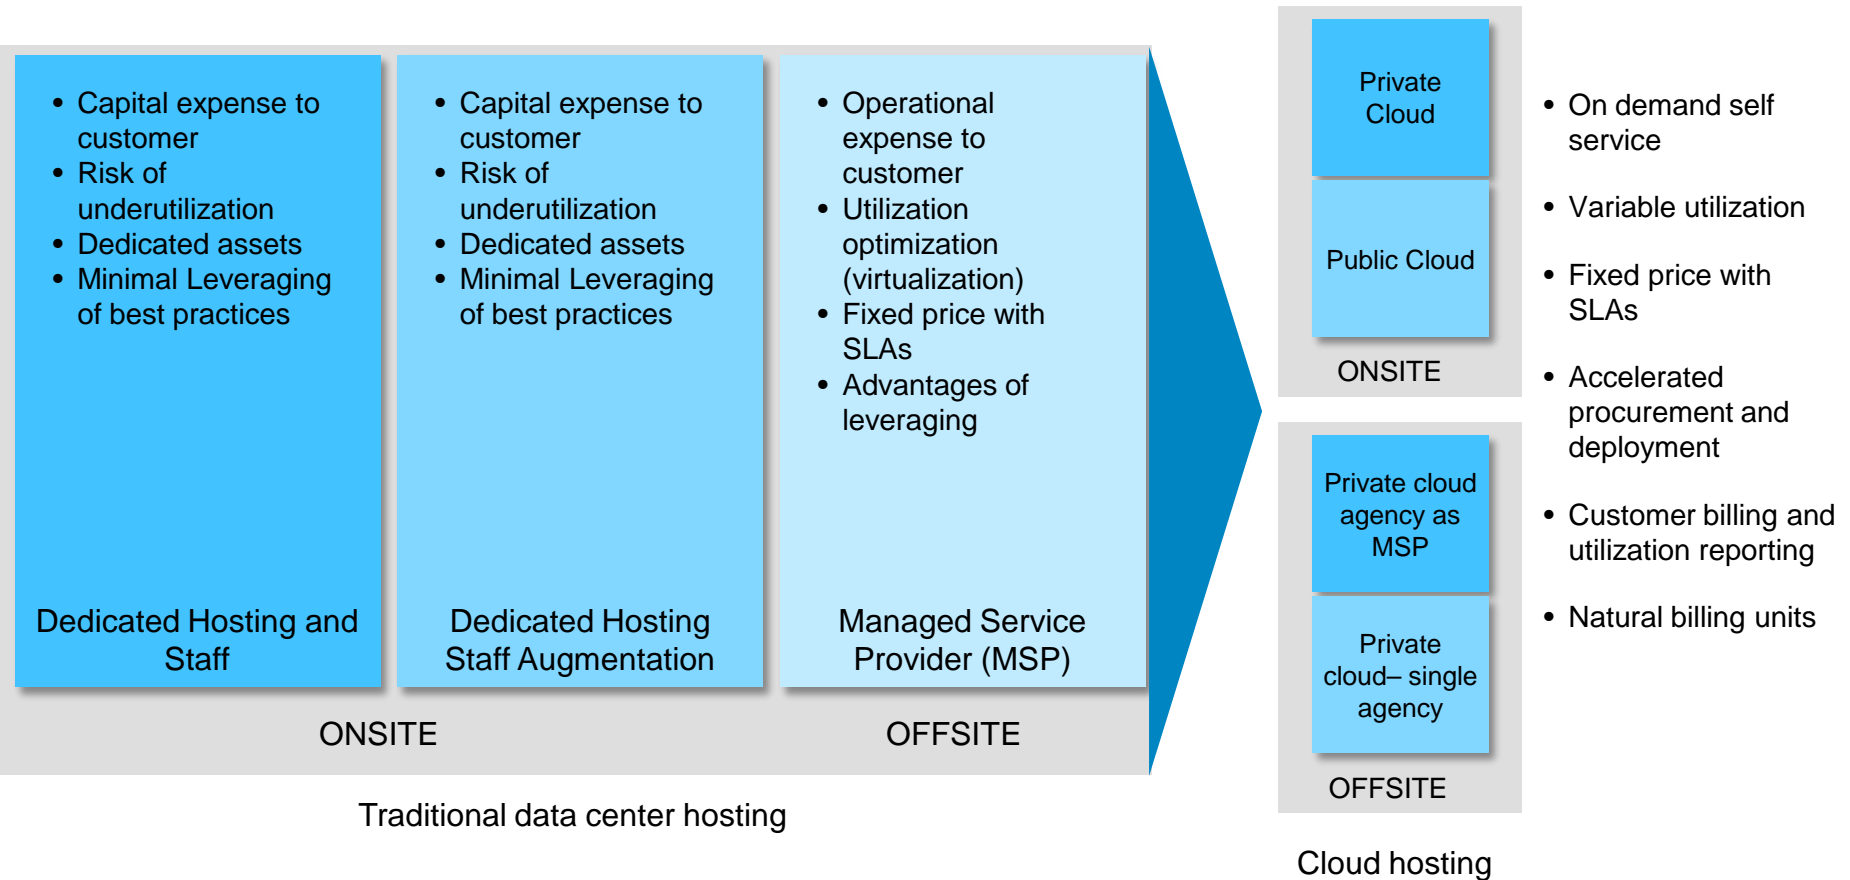 • Capital expense to
customer
• Risk of
underutilization
• Dedicated assets
• Minimal Leveraging
of best practices
Dedicated Hosting and
Staff
• Capital expense to
customer
• Risk of
underutilization
• Dedicated assets
• Minimal Leveraging
of best practices
Dedicated Hosting
Staff Augmentation
• Operational
expense to
customer
• Utilization
optimization
(virtualization)
• Fixed price with
SLAs
• Advantages of
leveraging
Managed Service
Provider (MSP)
ONSITE
OFFSITE
Traditional data center hosting
Private
Cloud
Public Cloud
ONSITE
Private cloud
agency as
MSP
Private
cloud– single
agency
OFFSITE
Cloud hosting
• On demand self
service
• Variable utilization
• Fixed price with
SLAs
• Accelerated
procurement and
deployment
• Customer billing and
utilization reporting
• Natural billing units